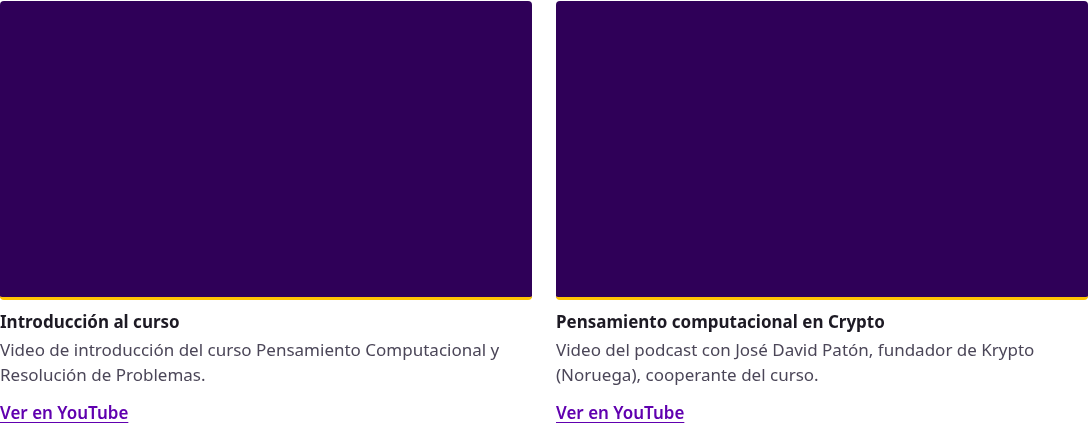 Introducción al curso
Video de introducción del curso Pensamiento Computacional y
Resolución de Problemas.
Ver en YouTube
Pensamiento computacional en Crypto
Video del podcast con José David Patón, fundador de Krypto
(Noruega), cooperante del curso.
Ver en YouTube